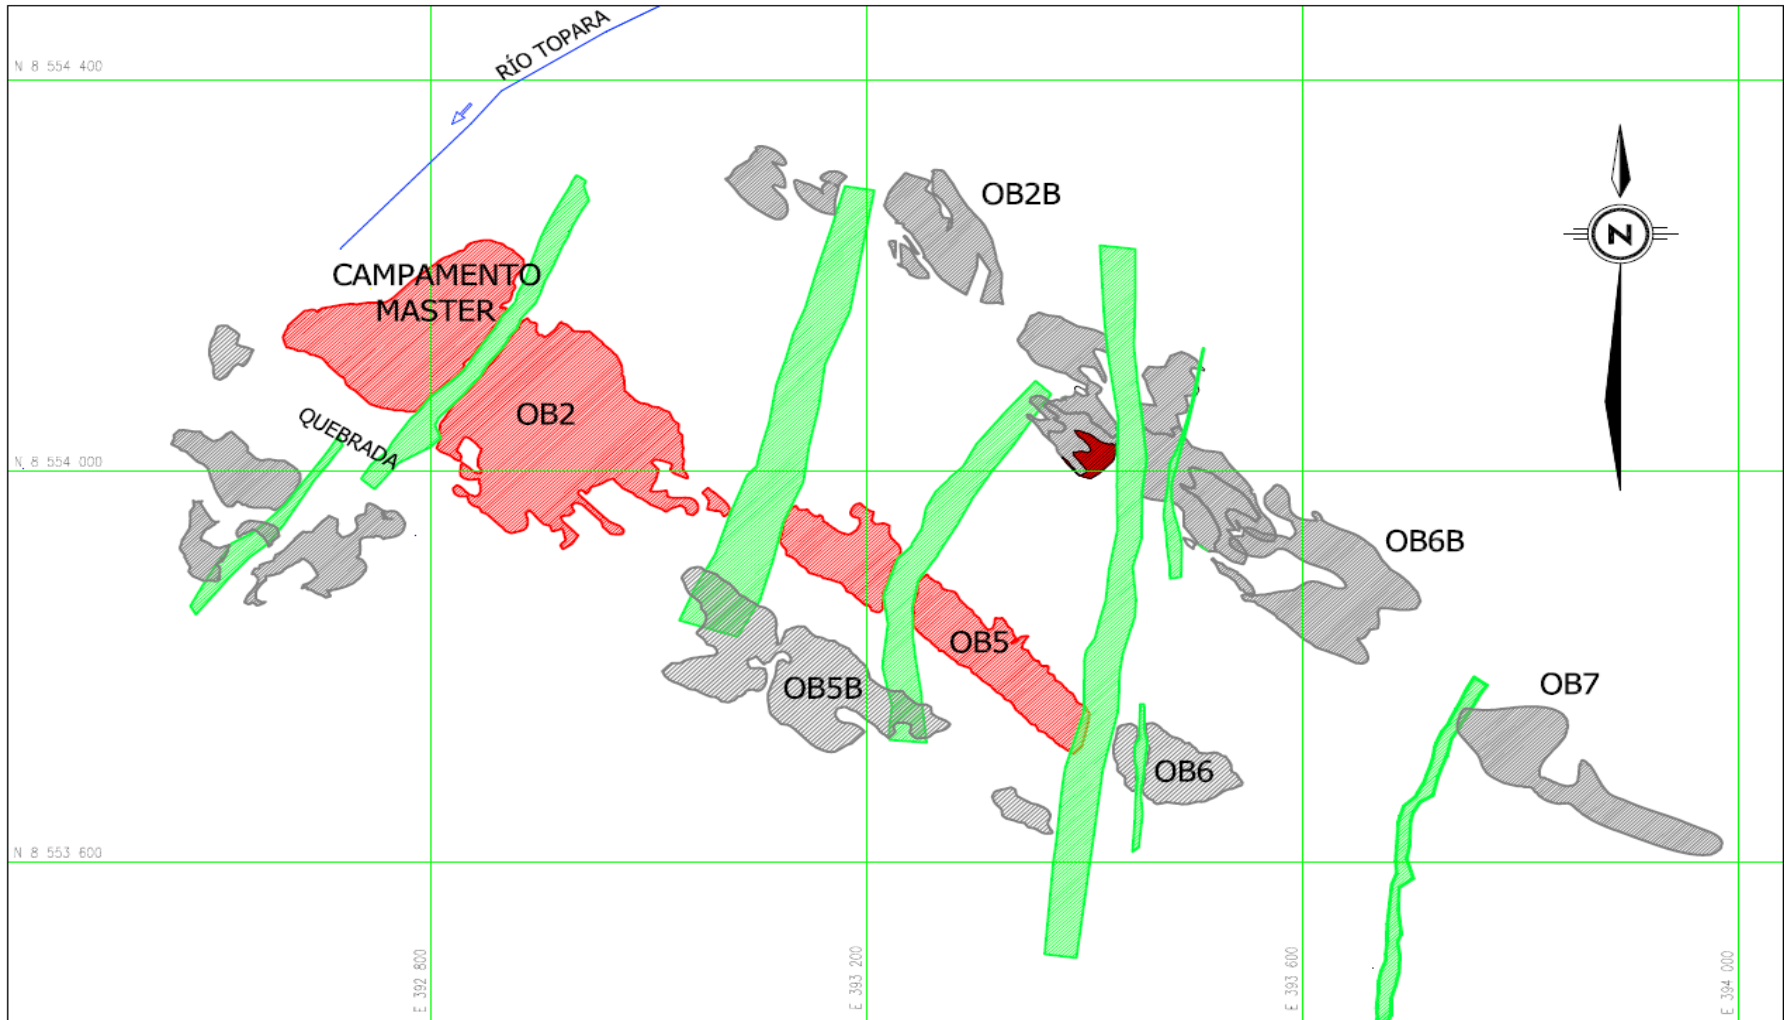 RÍO TOPARA
N 8 554 400
OB2B
CAMPAMENTO
MASTER
OB2
QUEBRADA
N 8 554 000
OB6B
OB5
OB5B
OB7
OB6
N 8 553 600
E 392 800
E 393 200
E 393 600
E 394 000
N